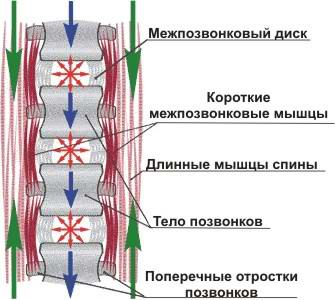 Межпозвонковый диск
Короткие
межпозвонковые мышцы
Длинные мышцы спины
Тело позвонков
Поперечные отростки
позвонков